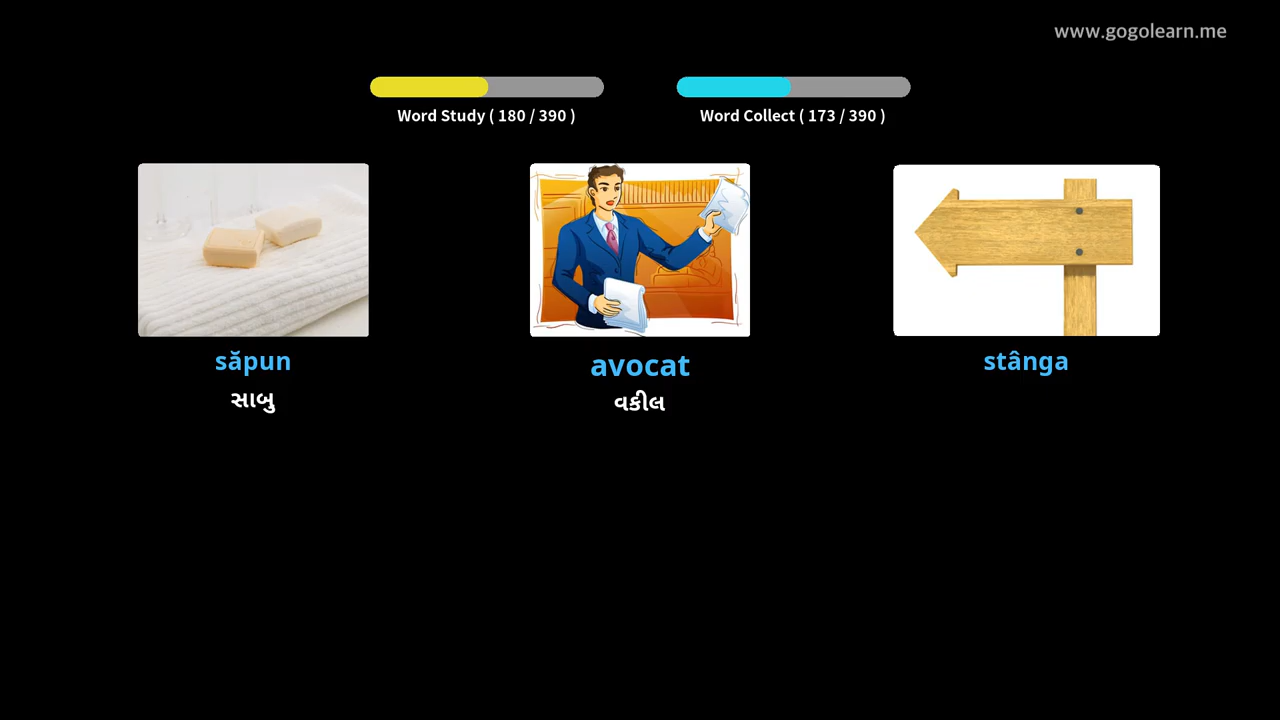 www.gogolearn.me
Word Study ( 180 / 390 )
Word Collect ( 173 / 390 )
săpun
સાબુ
avocat
વકીલ
stânga